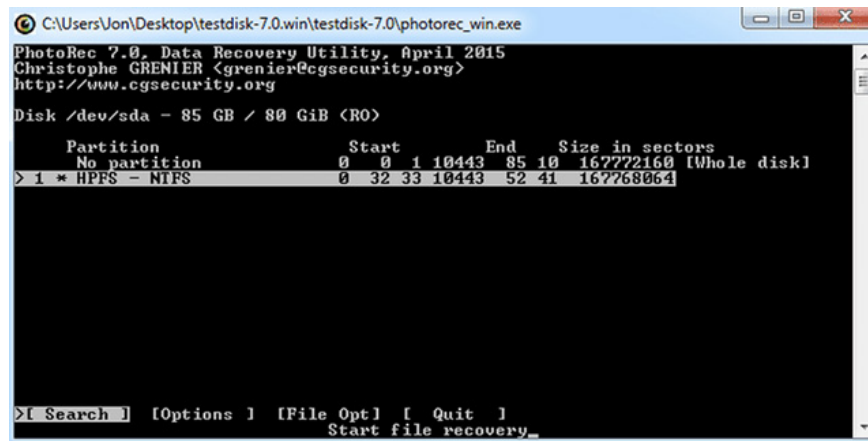 C:\Users\Jon\Desktop\testdisk-7.0.win\testdisk-7.0\photorec_win.exe
PhotoRec 7.0, Data Recovery Utility, April 2015
Christophe GRENIER <grenier@cgsecurity.org>
http://www.cgsecurity.org
Disk /dev/sda - 85 GB / 80 GiB (RO)
Partition Start End Size in sectors
No partition 0 0 1 10443 85 10 167772160 [Whole disk]
> 1 * HPFS - NTFS 0 32 33 10443 52 41 167768064
>[ Search ] [Options ] [File Opt] [ Quit ]
Start file recovery_